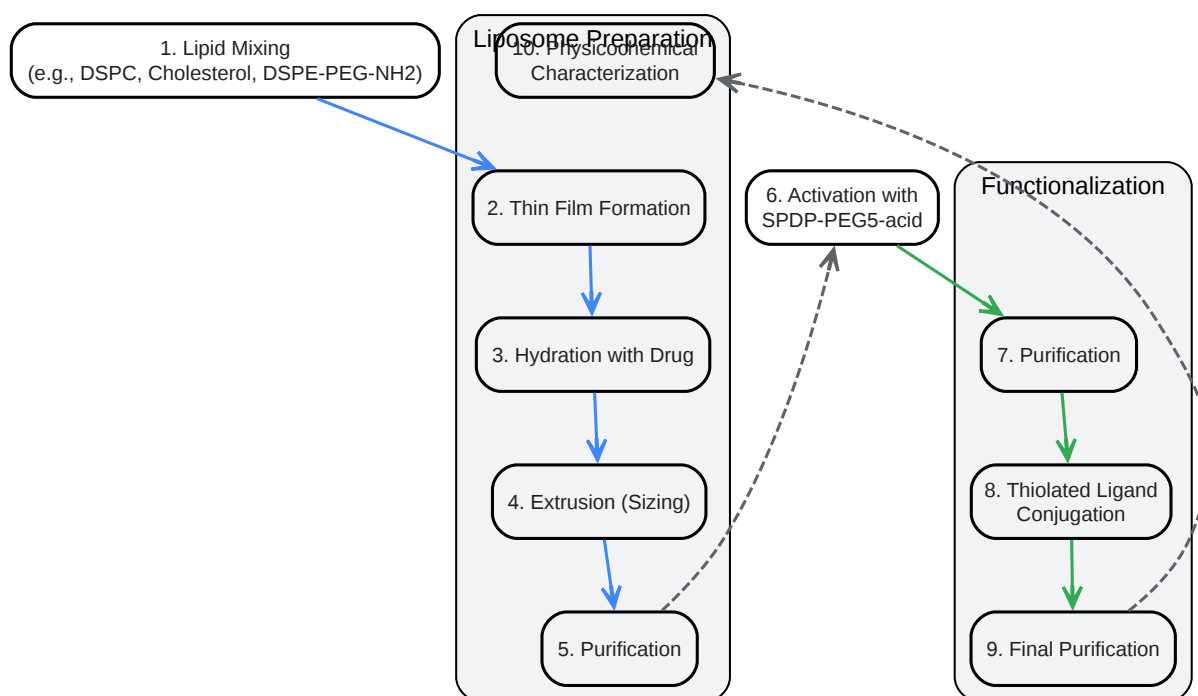 1. Lipid Mixing
(e.g., DSPC, Cholesterol, DSPE-PEG-NH2)
Liposome Preparation
10. Physicochemical
Characterization
2. Thin Film Formation
3. Hydration with Drug
4. Extrusion (Sizing)
5. Purification
6. Activation with
SPDP-PEG5-acid
Functionalization
7. Purification
8. Thiolated Ligand
Conjugation
9. Final Purification